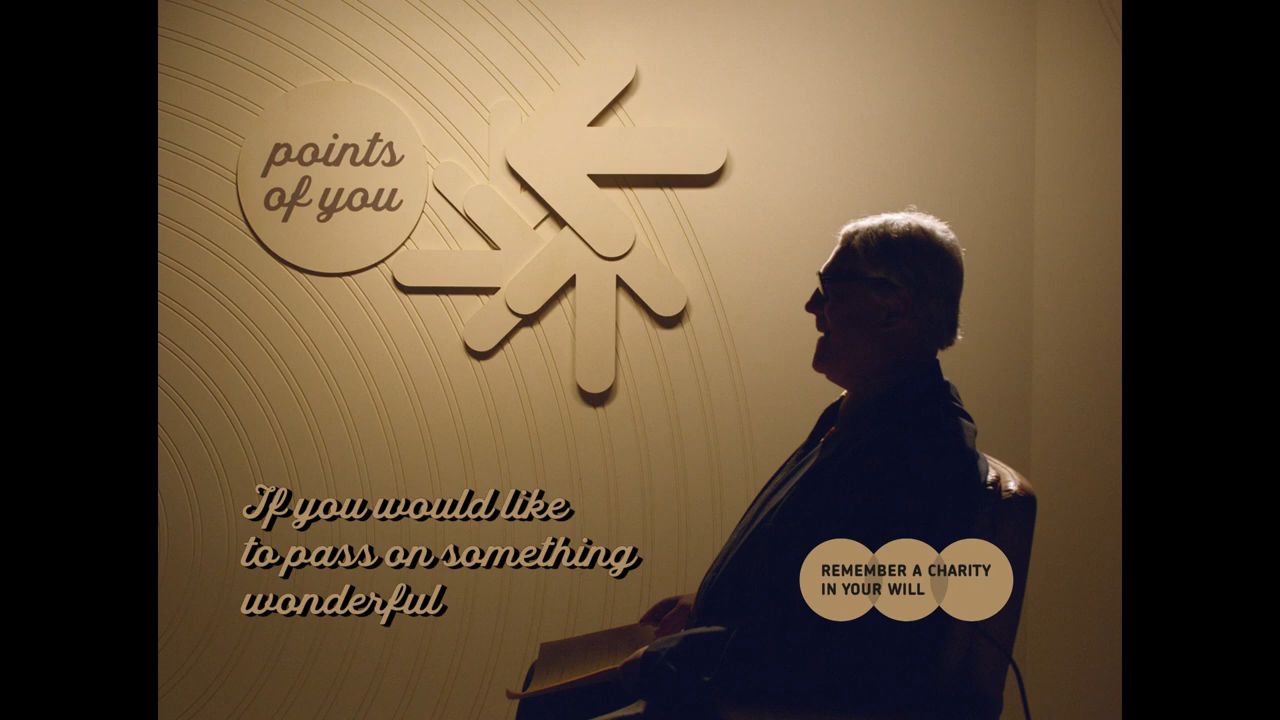 points
of you
If you would like
to pass on something
wonderful
REMEMBER A CHARITY
IN YOUR WILL